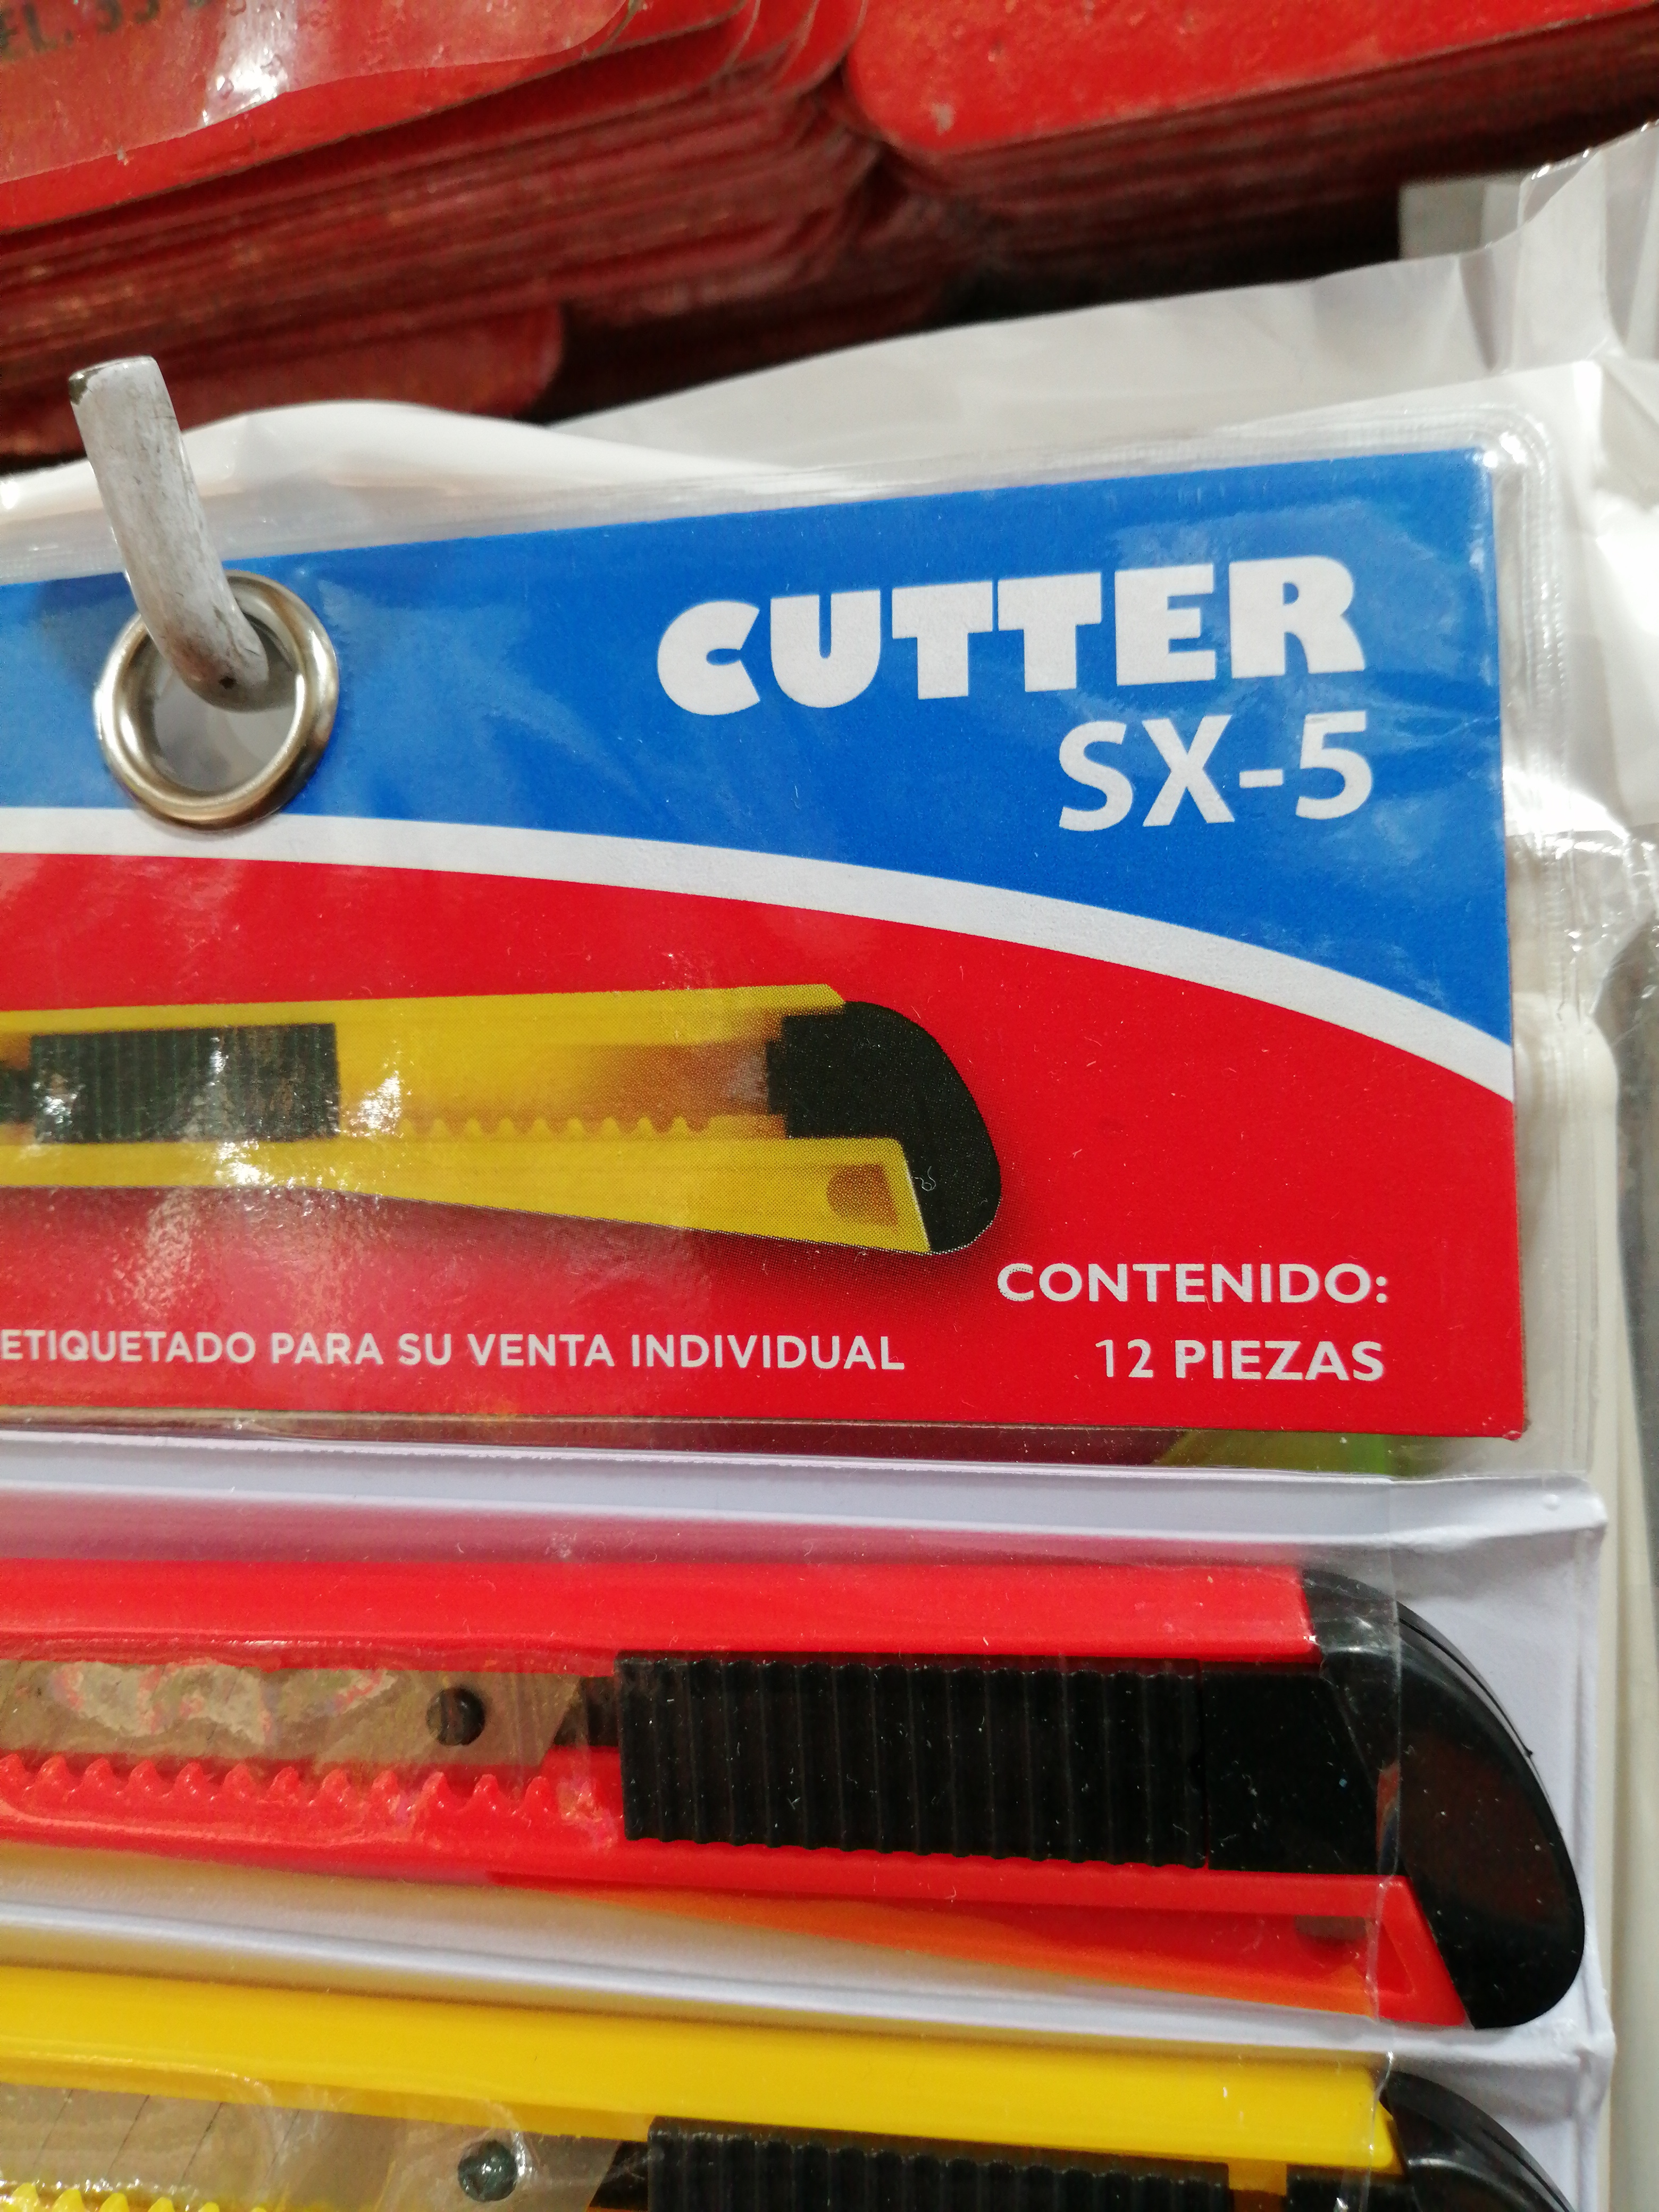 CUTTER
SX-5
CONTENIDO:
12 PIEZAS
ETIQUETADO PARA SU VENTA INDIVIDUAL